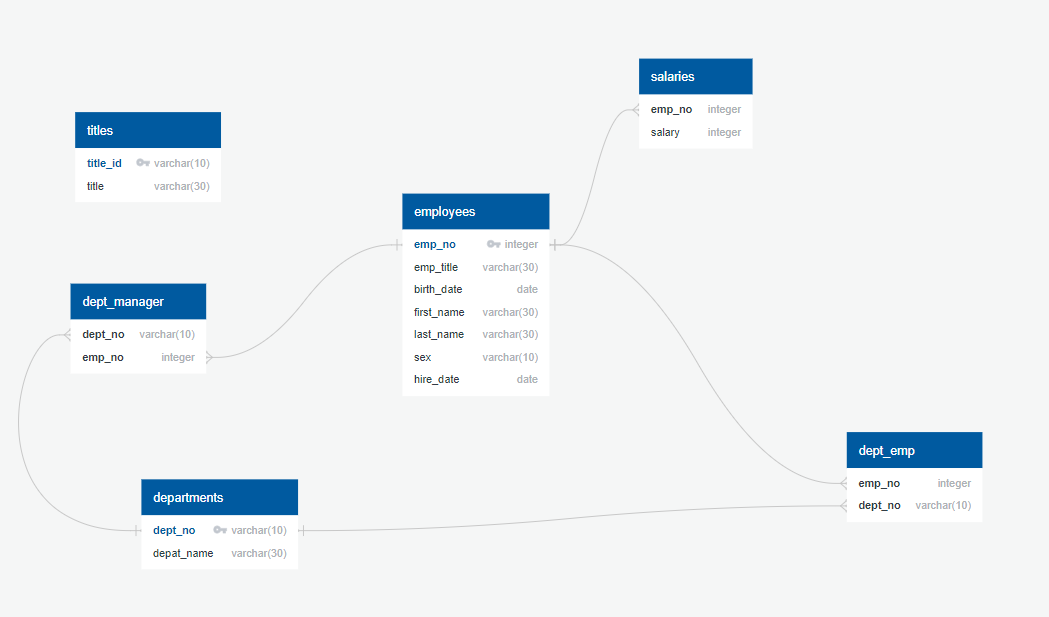 salaries
emp_no integer
salary integer
titles
title_id varchar(10)
title varchar(30)
employees
emp_no integer
emp_title varchar(30)
birth_date date
first_name varchar(30)
last_name varchar(30)
sex varchar(10)
hire_date date
dept_manager
dept_no varchar(10)
emp_no integer
dept_emp
emp_no integer
dept_no varchar(10)
departments
dept_no varchar(10)
depat_name varchar(30)